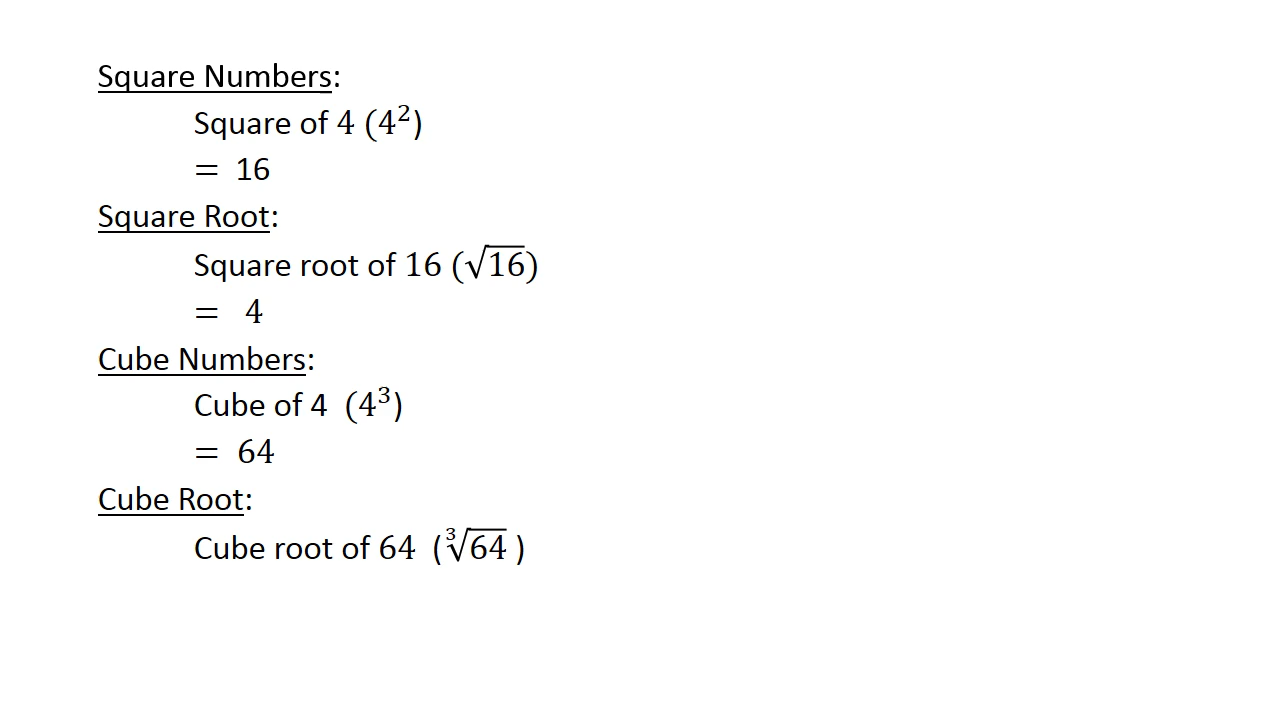 Square Numbers:
Square of 4 (4²)
= 16
Square Root:
Square root of 16 (√16)
= 4
Cube Numbers:
Cube of 4 (4³)
= 64
Cube Root:
Cube root of 64 (∛64 )